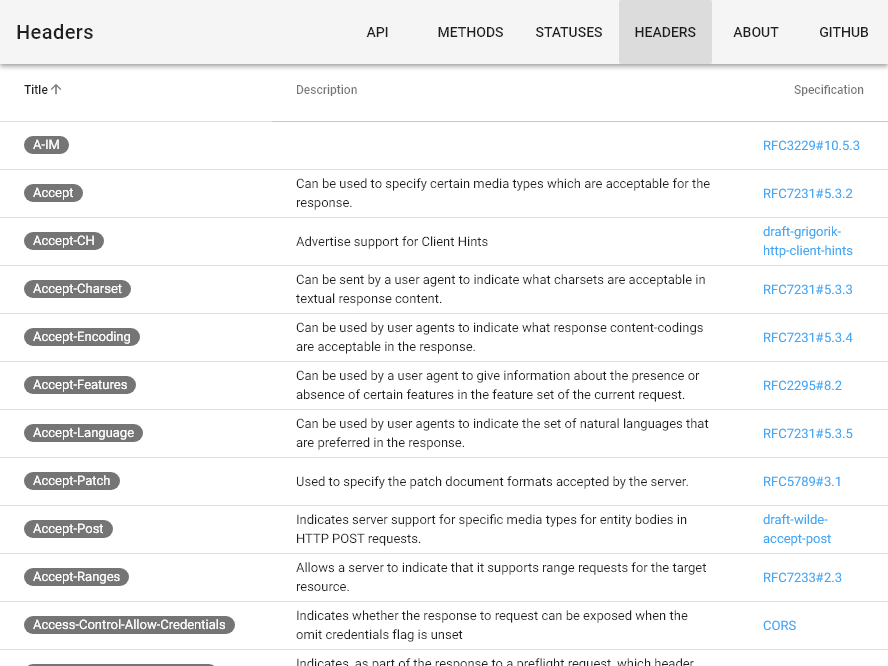 Headers
API METHODS STATUSES HEADERS ABOUT GITHUB
Title Description Specification
A-IM RFC3229#10.5.3
Accept
Can be used to specify certain media types which are acceptable for the
response.
RFC7231#5.3.2
Accept-CH
Advertise support for Client Hints
draft-grigorik-
http-client-hints
Accept-Charset
Can be sent by a user agent to indicate what charsets are acceptable in
textual response content.
RFC7231#5.3.3
Accept-Encoding
Can be used by user agents to indicate what response content-codings
are acceptable in the response.
RFC7231#5.3.4
Accept-Features
Can be used by a user agent to give information about the presence or
absence of certain features in the feature set of the current request.
RFC2295#8.2
Accept-Language
Can be used by user agents to indicate the set of natural languages that
are preferred in the response.
RFC7231#5.3.5
Accept-Patch
Used to specify the patch document formats accepted by the server.
RFC5789#3.1
Accept-Post
Indicates server support for specific media types for entity bodies in
HTTP POST requests.
draft-wilde-
accept-post
Accept-Ranges
Allows a server to indicate that it supports range requests for the target
resource.
RFC7233#2.3
Access-Control-Allow-Credentials
Indicates whether the response to request can be exposed when the
omit credentials flag is unset
CORS
Indicates, as part of the response to a preflight request, which header